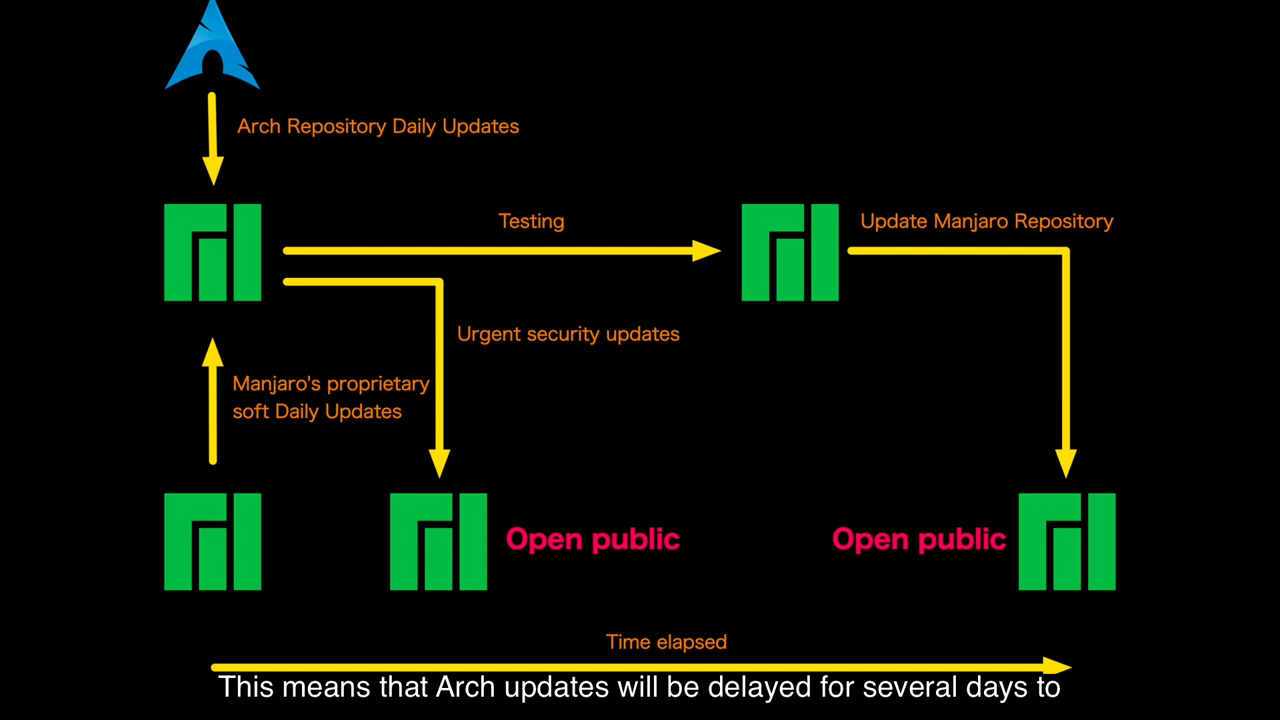 Arch Repository Daily Updates
Testing
Update Manjaro Repository
Urgent security updates
Manjaro's proprietary
soft Daily Updates
Open public
Open public
Time elapsed
This means that Arch updates will be delayed for several days to